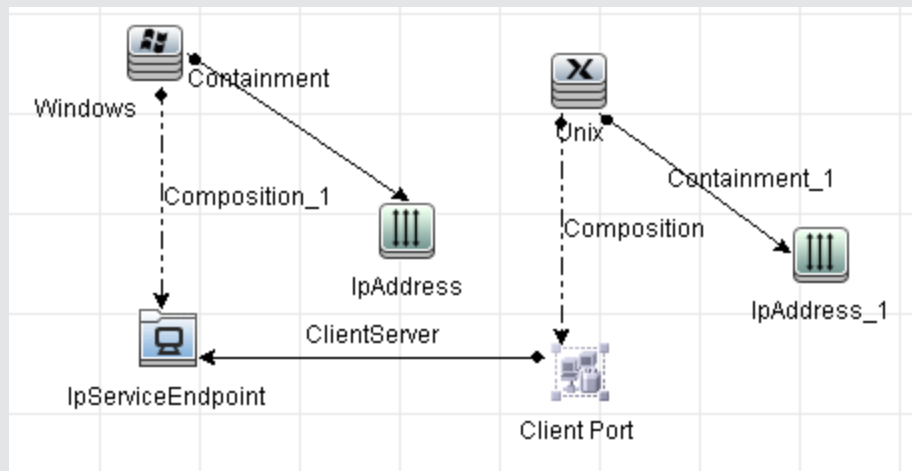 Containment
Windows
Unix
Composition_1
Containment_1
Composition
IpAddress
IpAddress_1
ClientServer
IpServiceEndpoint
Client Port